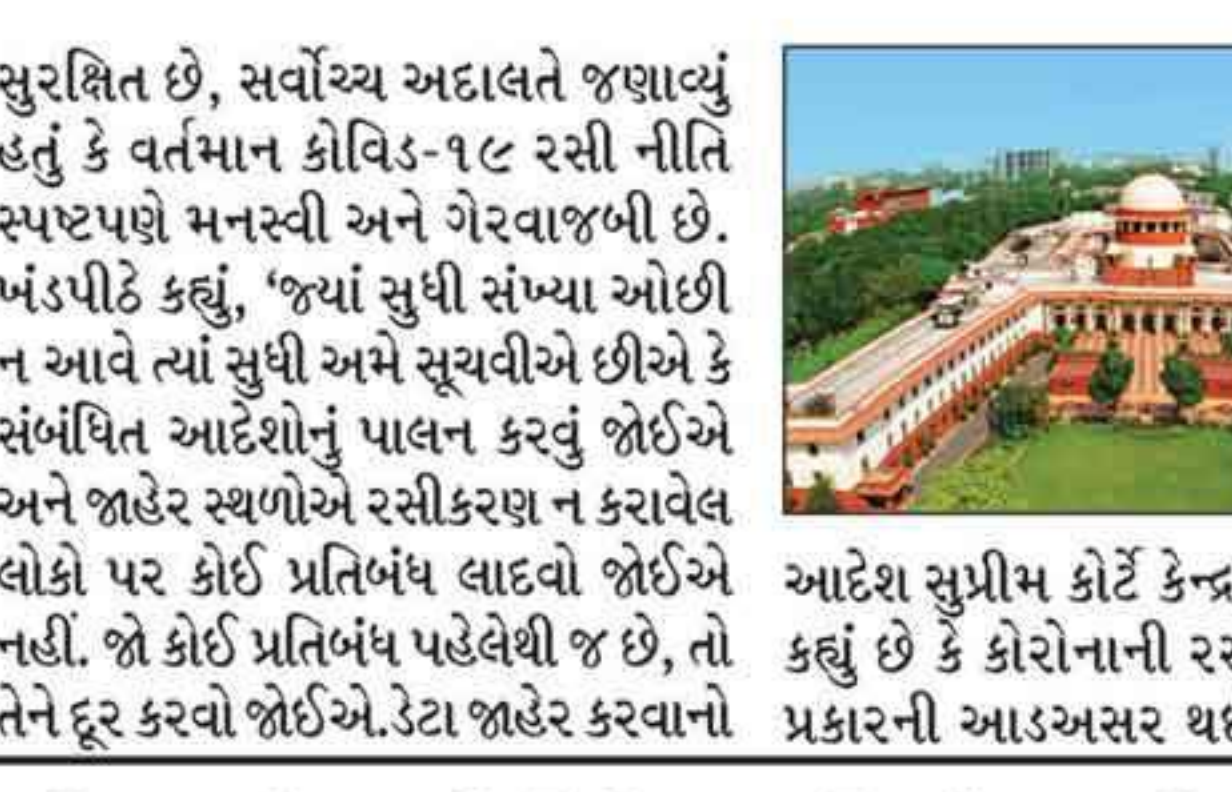 સુરક્ષિત છે, સર્વોચ્ચ અદાલતે જણાવ્યું
હતું કે વર્તમાન કોવિડ-૧૯ રસી નીતિ
સ્પષ્ટપણે મનસ્વી અને ગેરવાજબી છે.
ખંડપીઠે કહ્યું, ‘જ્યાં સુધી સંખ્યા ઓછી
ન આવે ત્યાં સુધી અમે સૂચવીએ છીએ કે
સંબંધિત આદેશોનું પાલન કરવું જોઈએ
અને જાહેર સ્થળોએ રસીકરણ ન કરાવેલ
લોકો પર કોઈ પ્રતિબંધ લાદવો જોઈએ
નહીં. જો કોઈ પ્રતિબંધ પહેલેથી જ છે, તો
તેને દૂર કરવો જોઈએ.ડેટા જાહેર કરવાનો
આદેશ સુપ્રીમ કોર્ટે કેન્દ્ર
કહ્યું છે કે કોરોનાની
પ્રકારની આડઅસર